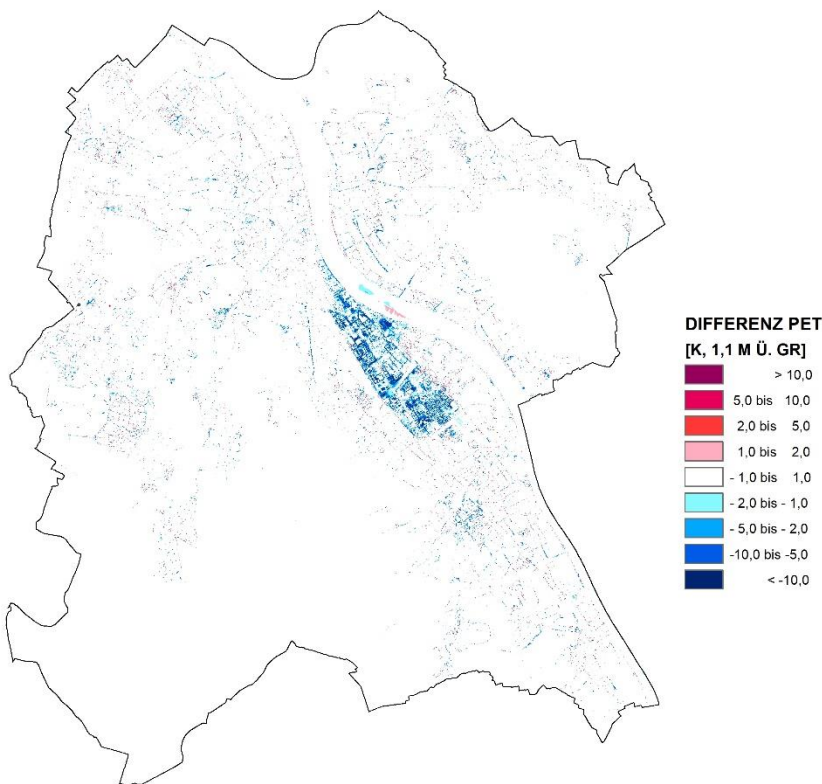 DIFFERENZ PET
[K, 1,1 M Ü. GR]
> 10,0
5,0 bis 10,0
2,0 bis 5,0
1,0 bis 2,0
- 1,0 bis 1,0
- 2,0 bis - 1,0
- 5,0 bis - 2,0
-10,0 bis -5,0
< -10,0